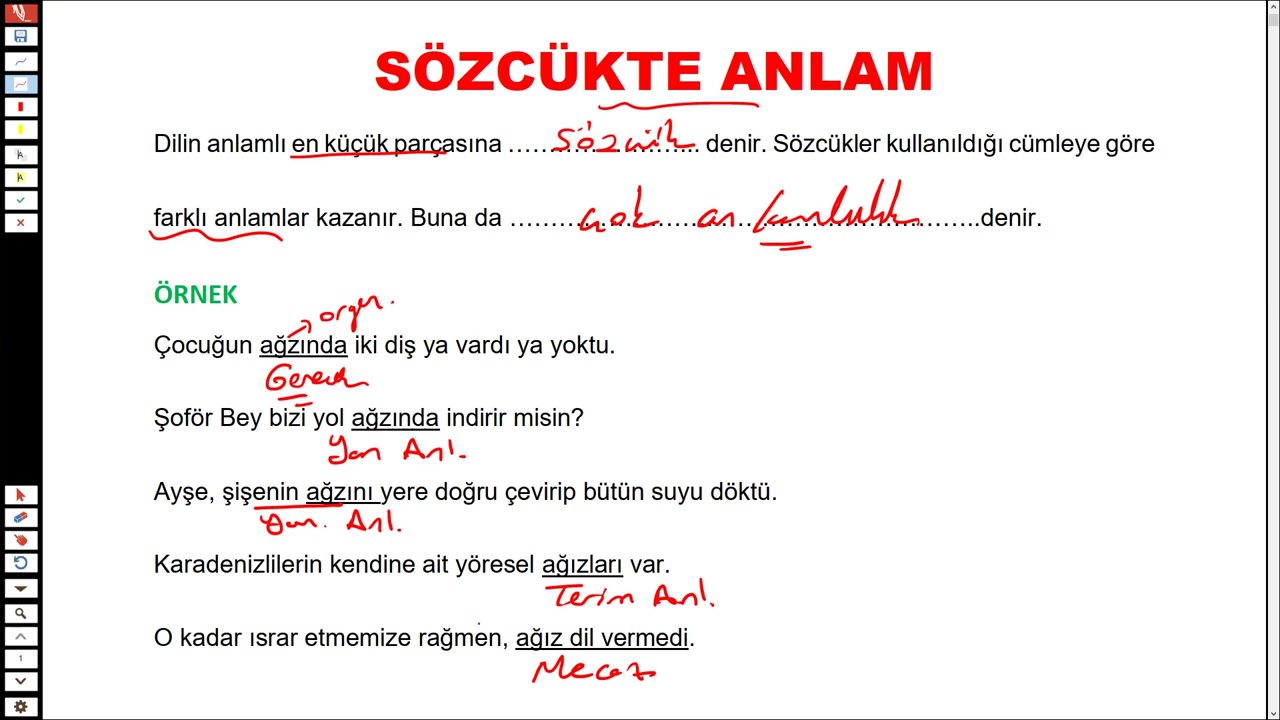 SÖZCÜKTE ANLAM
Dilin anlamlı en küçük parçasına ...... sözcük ...... denir. Sözcükler kullanıldığı cümleye göre
farklı anlamlar kazanır. Buna da ...... çok anlamlılık ......denir.
ÖRNEK
organ.
Çocuğun ağzında iki diş ya vardı ya yoktu.
Gerçek
Şoför Bey bizi yol ağzında indirir misin?
Yan Anl.
Ayşe, şişenin ağzını yere doğru çevirip bütün suyu döktü.
Yan. Anl.
Karadenizlilerin kendine ait yöresel ağızları var.
Terim Anl.
O kadar ısrar etmemize rağmen, ağız dil vermedi.
Mecaz
1